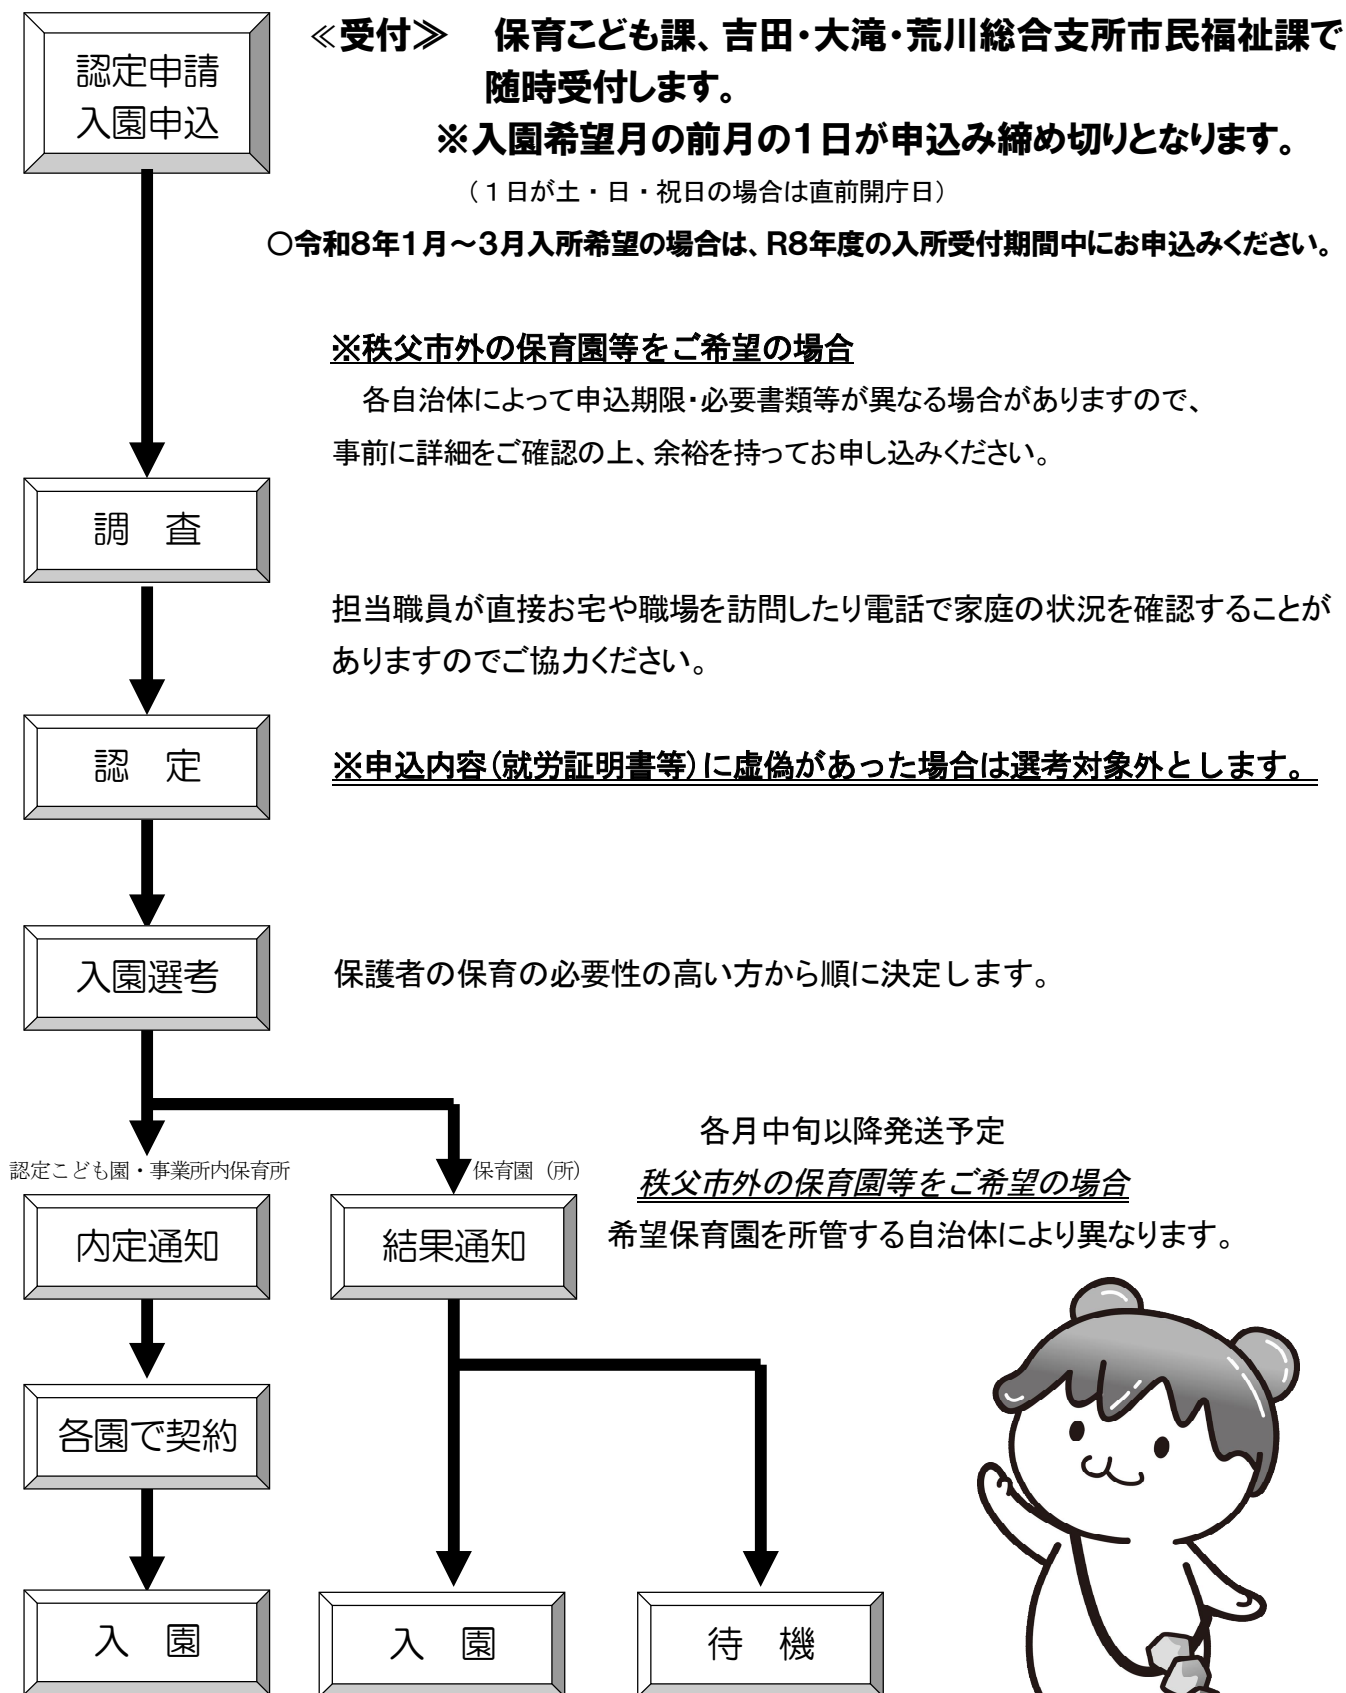 認定申請
入園申込
≪受付≫　保育こども課、吉田・大滝・荒川総合支所市民福祉課で
随時受付します。
※入園希望月の前月の1日が申込み締め切りとなります。
（１日が土・日・祝日の場合は直前開庁日）
〇令和8年1月～3月入所希望の場合は、R8年度の入所受付期間中にお申込みください。
※秩父市外の保育園等をご希望の場合
各自治体によって申込期限・必要書類等が異なる場合がありますので、
事前に詳細をご確認の上、余裕を持ってお申し込みください。
調　査
担当職員が直接お宅や職場を訪問したり電話で家庭の状況を確認することが
ありますのでご協力ください。
認　定
※申込内容（就労証明書等）に虚偽があった場合は選考対象外とします。
入園選考
保護者の保育の必要性の高い方から順に決定します。
各月中旬以降発送予定
認定こども園・事業所内保育所
保育園（所）
秩父市外の保育園等をご希望の場合
内定通知
結果通知
希望保育園を所管する自治体により異なります。
各園で契約
入　園
入　園
待　機